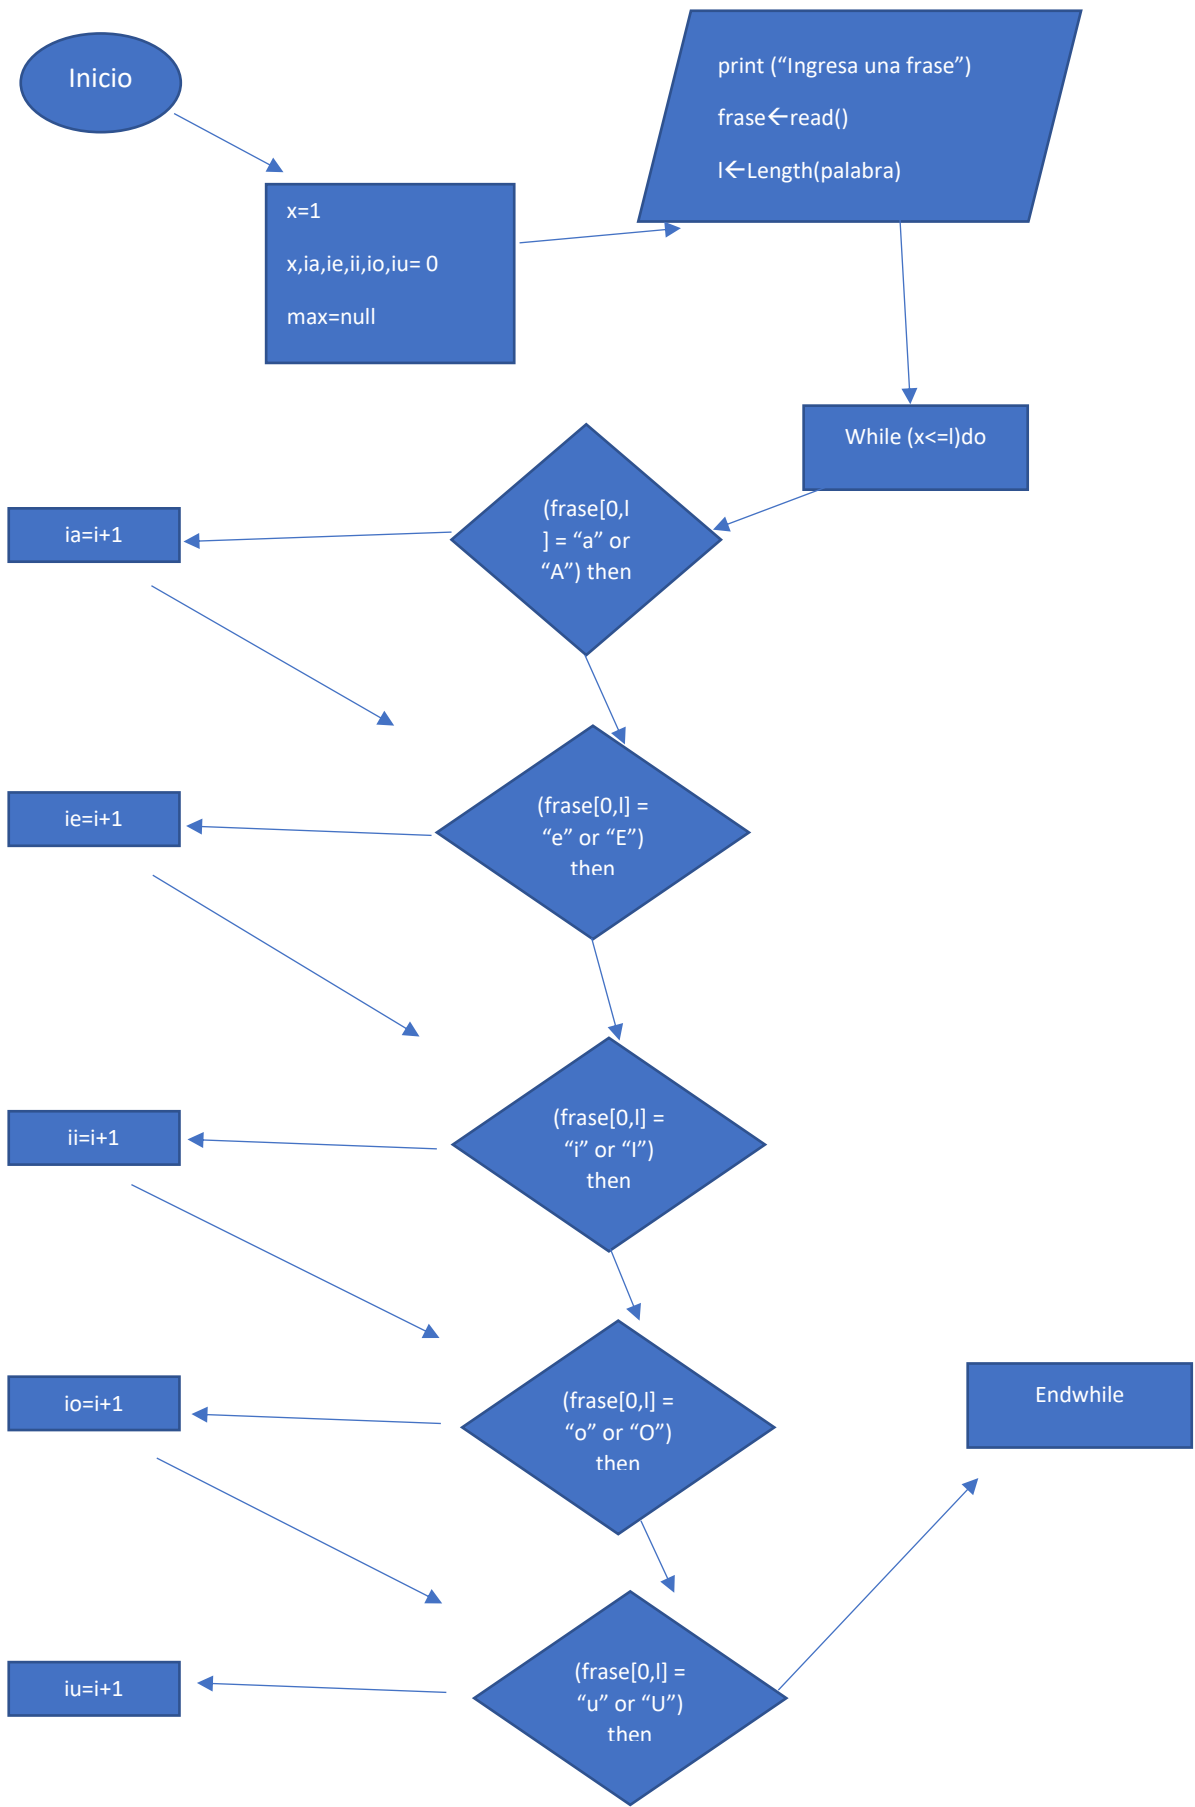 Inicio
print (“Ingresa una frase”)
frase←read()
l←Length(palabra)
x=1
x,ia,ie,ii,io,iu= 0
max=null
While (x<=l)do
(frase[0,l
] = “a” or
“A”) then
ia=i+1
(frase[0,l] =
“e” or “E”)
then
ie=i+1
(frase[0,l] =
“i” or “I”)
then
ii=i+1
(frase[0,l] =
“o” or “O”)
then
io=i+1
Endwhile
(frase[0,l] =
“u” or “U”)
then
iu=i+1